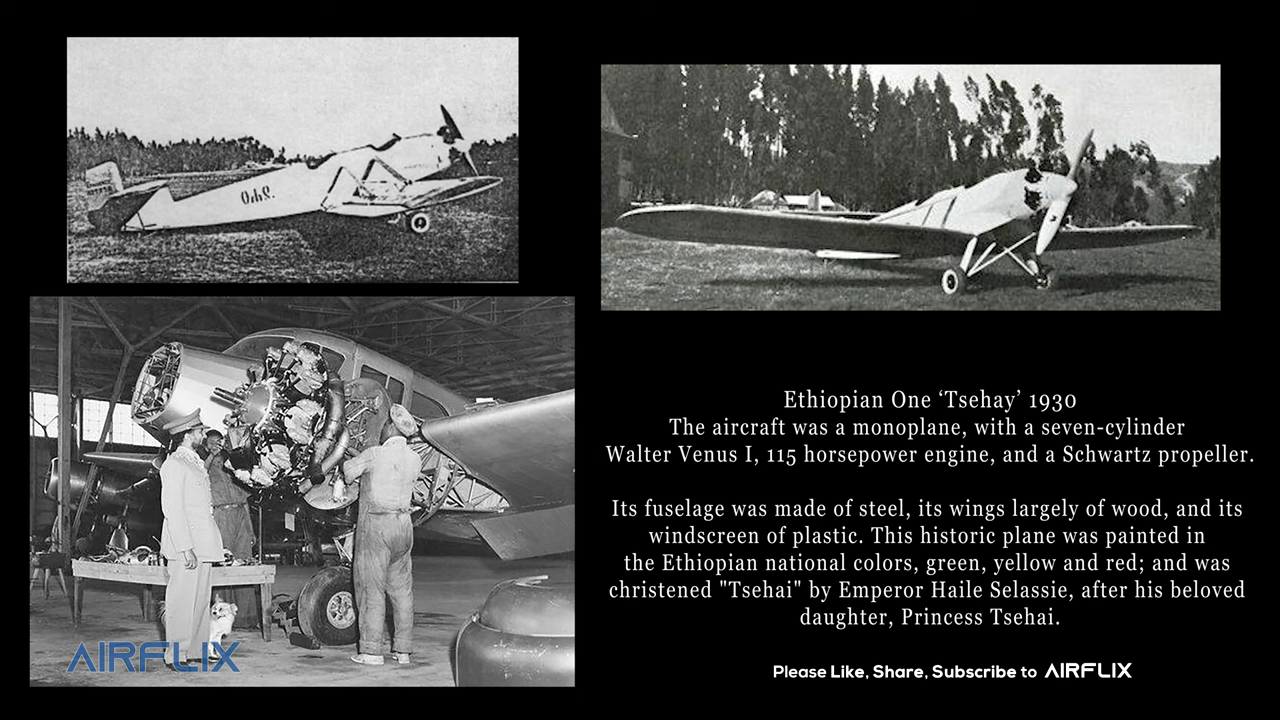 AIRFLIX
Ethiopian One ‘Tsehay’ 1930
The aircraft was a monoplane, with a seven-cylinder
Walter Venus I, 115 horsepower engine, and a Schwartz propeller.
Its fuselage was made of steel, its wings largely of wood, and its
windscreen of plastic. This historic plane was painted in
the Ethiopian national colors, green, yellow and red; and was
christened "Tsehai" by Emperor Haile Selassie, after his beloved
daughter, Princess Tsehai.
Please Like, Share, Subscribe to AIRFLIX